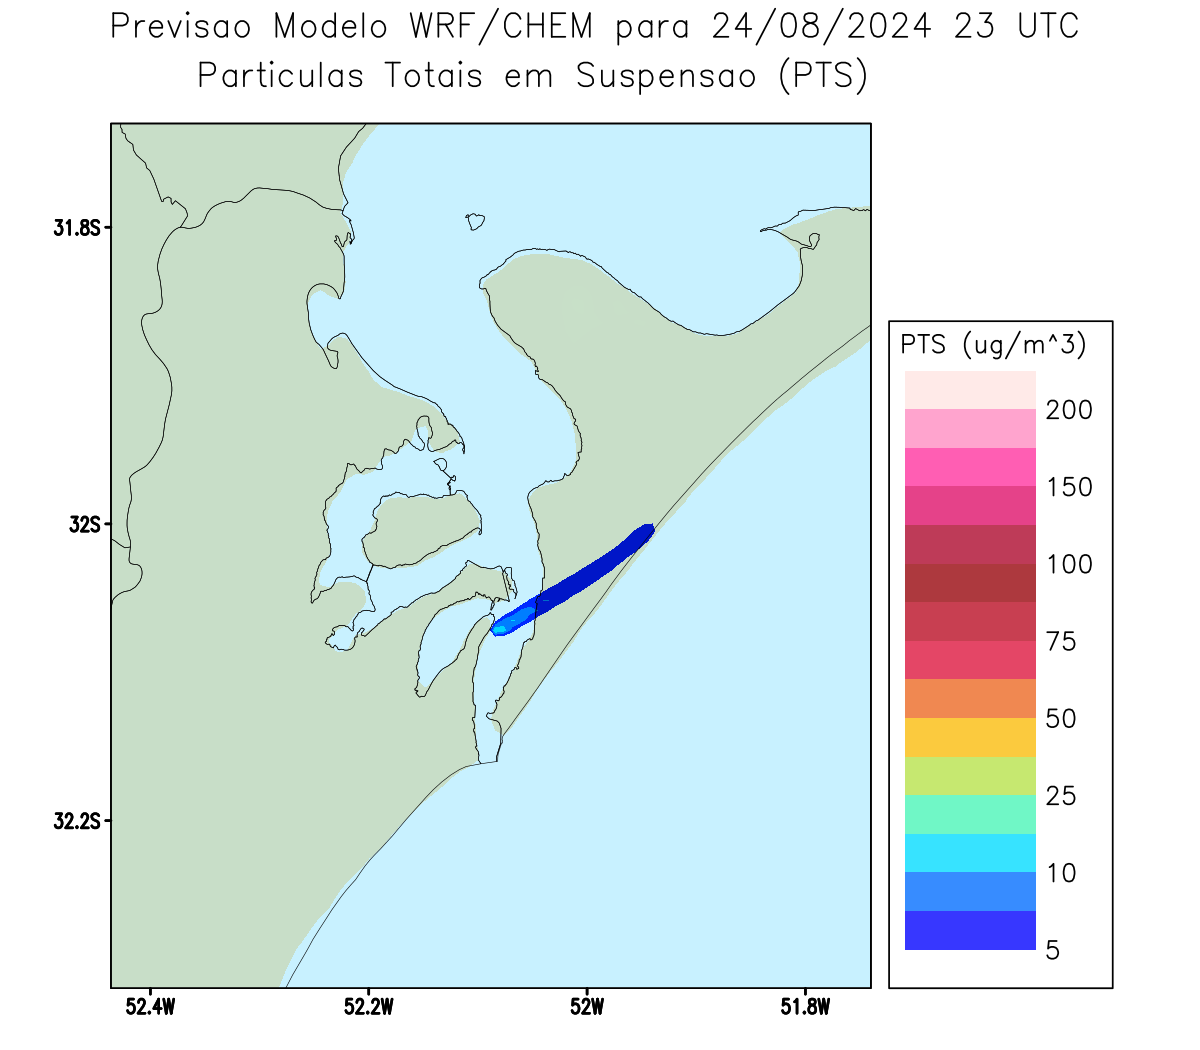 Previsao Modelo WRF/CHEM para 24/08/2024 23 UTC
Particulas Totais em Suspensao (PTS)
31.8S
32S
32.2S
52.4W 52.2W 52W 51.8W
PTS (ug/m^3)
200
150
100
75
50
25
10
5